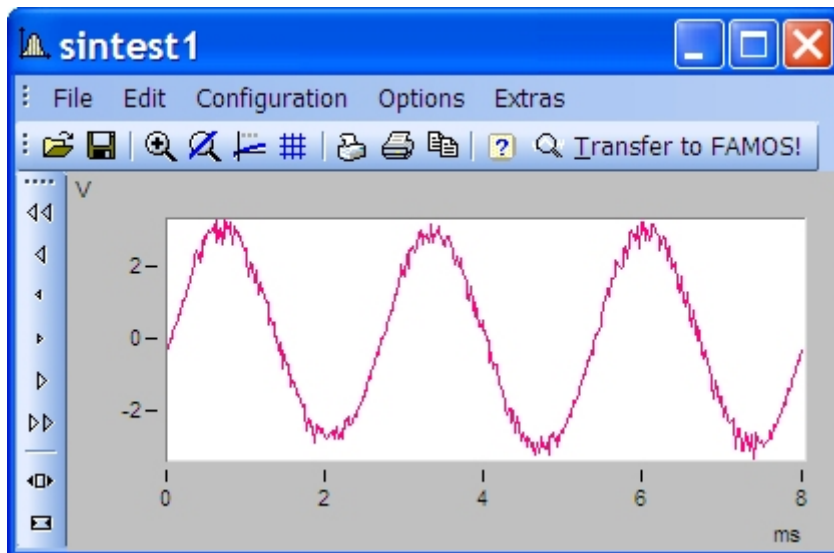 sintest1
File Edit Configuration Options Extras
? Transfer to FAMOS!
V
2
0
-2
0 2 4 6 8
ms